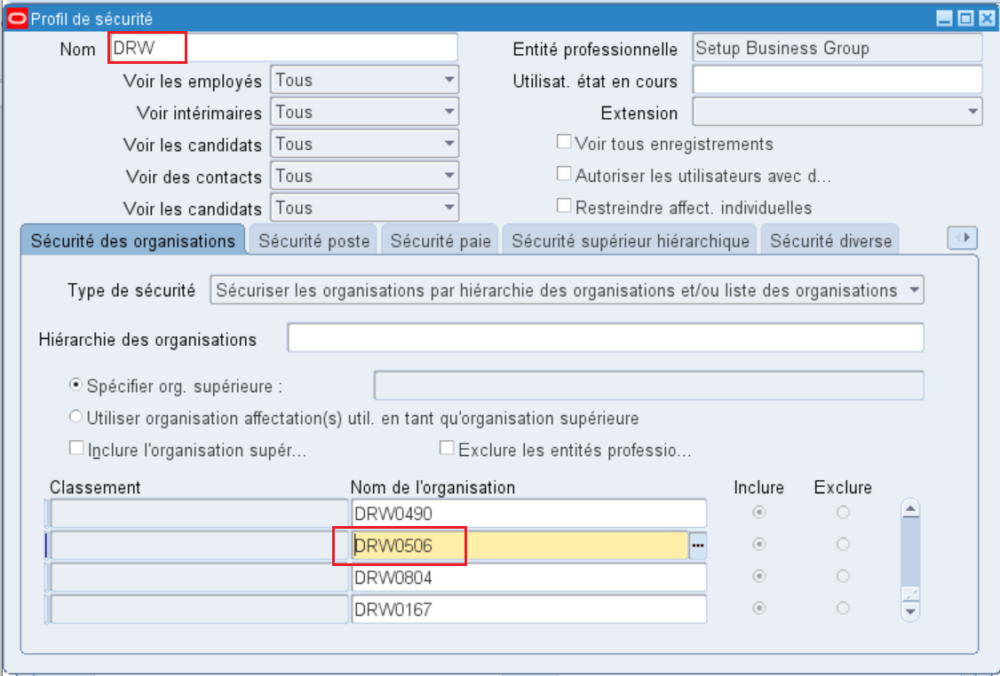 Profil de sécurité
Nom DRW Entité professionnelle Setup Business Group
Voir les employés Tous Utilisat. état en cours
Voir intérimaires Tous Extension
Voir les candidats Tous Voir tous enregistrements
Voir des contacts Tous Autoriser les utilisateurs avec d...
Voir les candidats Tous Restreindre affect. individuelles
Sécurité des organisations Sécurité poste Sécurité paie Sécurité supérieur hiérarchique Sécurité diverse
Type de sécurité Sécuriser les organisations par hiérarchie des organisations et/ou liste des organisations
Hiérarchie des organisations
Spécifier org. supérieure :
Utiliser organisation affectation(s) util. en tant qu'organisation supérieure
Inclure l'organisation supér... Exclure les entités professio...
Classement Nom de l'organisation Inclure Exclure
DRW0490
DRW0506 ...
DRW0804
DRW0167